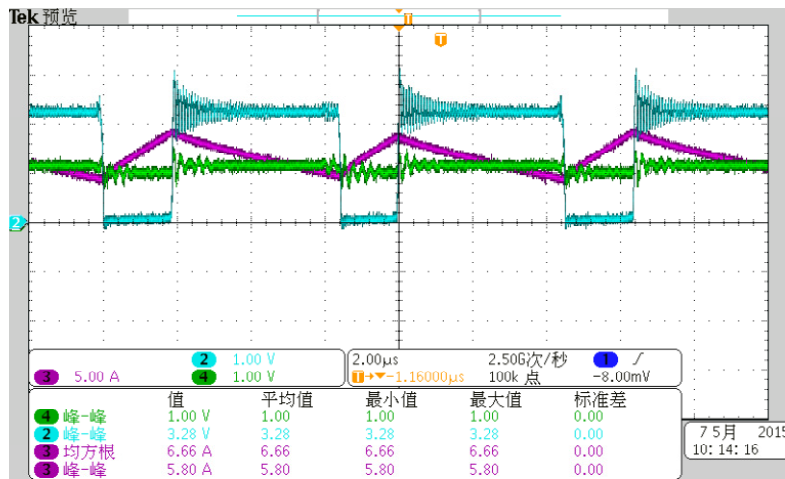 Tek 预览
T
T
2
2 1.00 V
3 5.00 A 4 1.00 V
2.00µs 2.50G次/秒 1 ∫ -8.00mV
T→▼-1.16000µs 100k 点
值 平均值 最小值 最大值 标准差
4 峰-峰 1.00 V 1.00 1.00 1.00 0.00
2 峰-峰 3.28 V 3.28 3.28 3.28 0.00
3 均方根 6.66 A 6.66 6.66 6.66 0.00
3 峰-峰 5.80 A 5.80 5.80 5.80 0.00
7 5月 2015
10:14:16